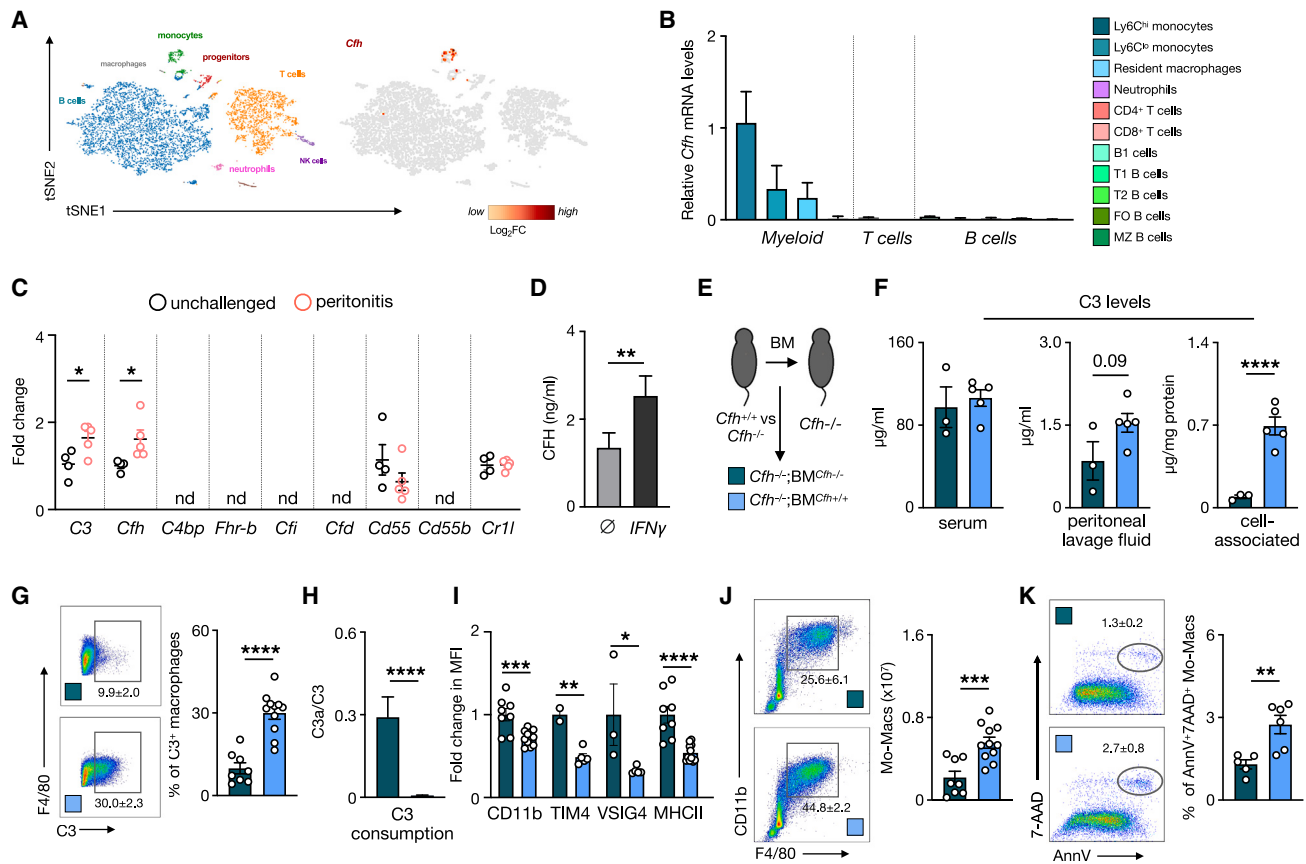 A
monocytes
Cfh
macrophages
progenitors
T cells
B cells
NK cells
neutrophils
tSNE2
tSNE1
low
high
Log2FC
B
Relative Cfh mRNA levels
2
1
0
Myeloid
T cells
B cells
Ly6Chi monocytes
Ly6Clo monocytes
Resident macrophages
Neutrophils
CD4+ T cells
CD8+ T cells
B1 cells
T1 B cells
T2 B cells
FO B cells
MZ B cells
C
unchallenged
peritonitis
Fold change
4
2
0
*
*
nd
nd
nd
nd
nd
C3
Cfh
C4bp
Fhr-b
Cfi
Cfd
Cd55
Cd55b
Cr1l
D
CFH (ng/ml)
4
2
0
**
Ø
IFNγ
E
BM
Cfh+/+ vs
Cfh-/-
Cfh-/-
Cfh-/-;BMCfh-/-
Cfh-/-;BMCfh+/+
F
C3 levels
µg/ml
160
80
0
serum
µg/ml
3.0
1.5
0
0.09
peritoneal
lavage fluid
µg/mg protein
1.4
0.7
0
****
cell-
associated
G
9.9±2.0
30.0±2.3
F4/80
C3
% of C3+ macrophages
60
30
0
****
H
C3a/C3
0.6
0.3
0
****
C3
consumption
I
Fold change in MFI
2
1
0
***
**
*
****
CD11b
TIM4
VSIG4
MHCII
J
25.6±6.1
44.8±2.2
CD11b
F4/80
Mo-Macs (x10⁷)
1.6
0.8
0
***
K
1.3±0.2
2.7±0.8
7-AAD
AnnV
% of AnnV+7AAD+ Mo-Macs
6
3
0
**